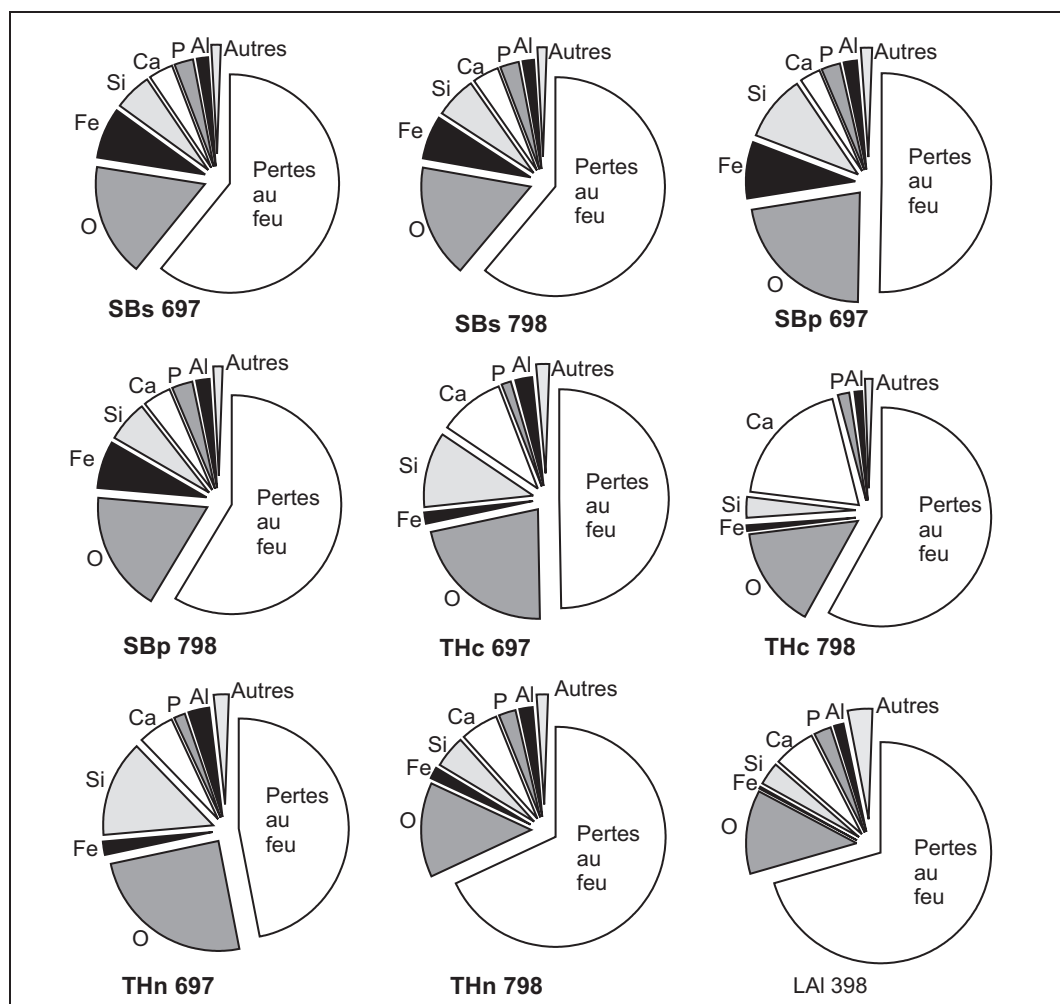 Autres
Al
P
Ca
Si
Fe
O
Pertes
au
feu
SBs 697
Autres
Al
P
Ca
Si
Fe
O
Pertes
au
feu
SBs 798
Autres
Al
P
Ca
Si
Fe
O
Pertes
au
feu
SBp 697
Autres
Al
P
Ca
Si
Fe
O
Pertes
au
feu
SBp 798
Autres
Al
P
Ca
Si
Fe
O
Pertes
au
feu
THc 697
Autres
Al
P
Ca
Si
Fe
O
Pertes
au
feu
THc 798
Autres
Al
P
Ca
Si
Fe
O
Pertes
au
feu
THn 697
Autres
Al
P
Ca
Si
Fe
O
Pertes
au
feu
THn 798
Autres
Al
P
Ca
Si
Fe
O
Pertes
au
feu
LAI 398